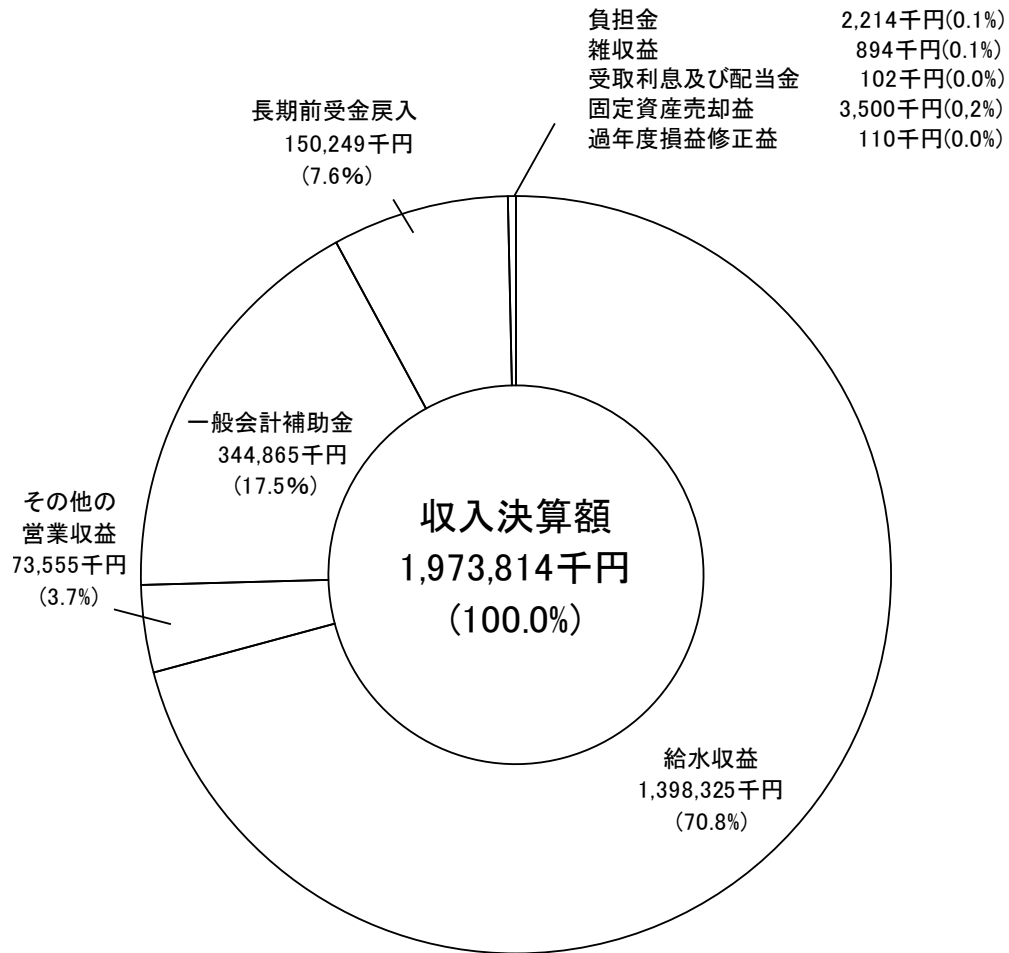 負担金 2,214千円(0.1%)
雑収益 894千円(0.1%)
受取利息及び配当金 102千円(0.0%)
固定資産売却益 3,500千円(0,2%)
過年度損益修正益 110千円(0.0%)
長期前受金戻入
150,249千円
(7.6%)
一般会計補助金
344,865千円
(17.5%)
その他の
営業収益
73,555千円
(3.7%)
収入決算額
1,973,814千円
(100.0%)
給水収益
1,398,325千円
(70.8%)